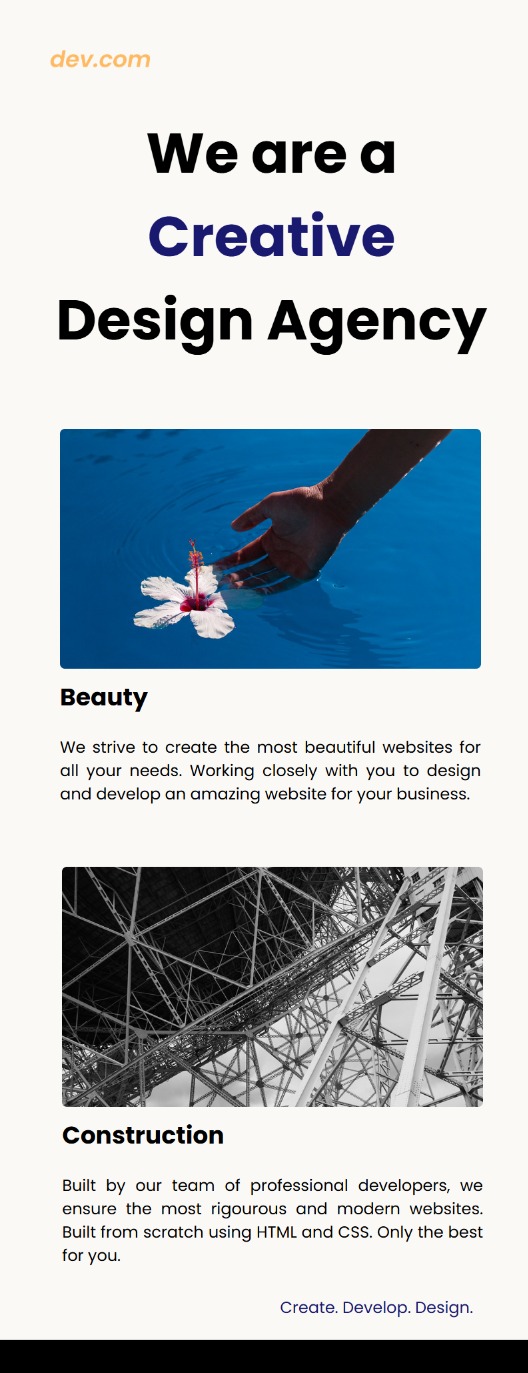 dev.com
We are a
Creative
Design Agency
Beauty
We strive to create the most beautiful websites for
all your needs. Working closely with you to design
and develop an amazing website for your business.
Construction
Built by our team of professional developers, we
ensure the most rigourous and modern websites.
Built from scratch using HTML and CSS. Only the best
for you.
Create. Develop. Design.